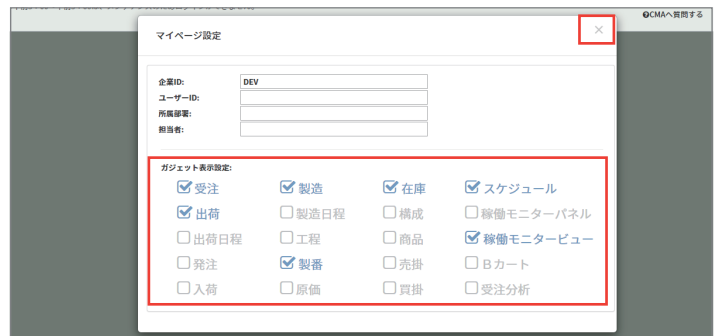 ❷CMAへ質問する
マイページ設定
×
企業ID: DEV
ユーザーID:
所属部署:
担当者:
ガジェット表示設定:
受注 製造 在庫 スケジュール
出荷 製造日程 構成 稼働モニターパネル
出荷日程 工程 商品 稼働モニタービュー
発注 製番 売掛 Bカート
入荷 原価 買掛 受注分析